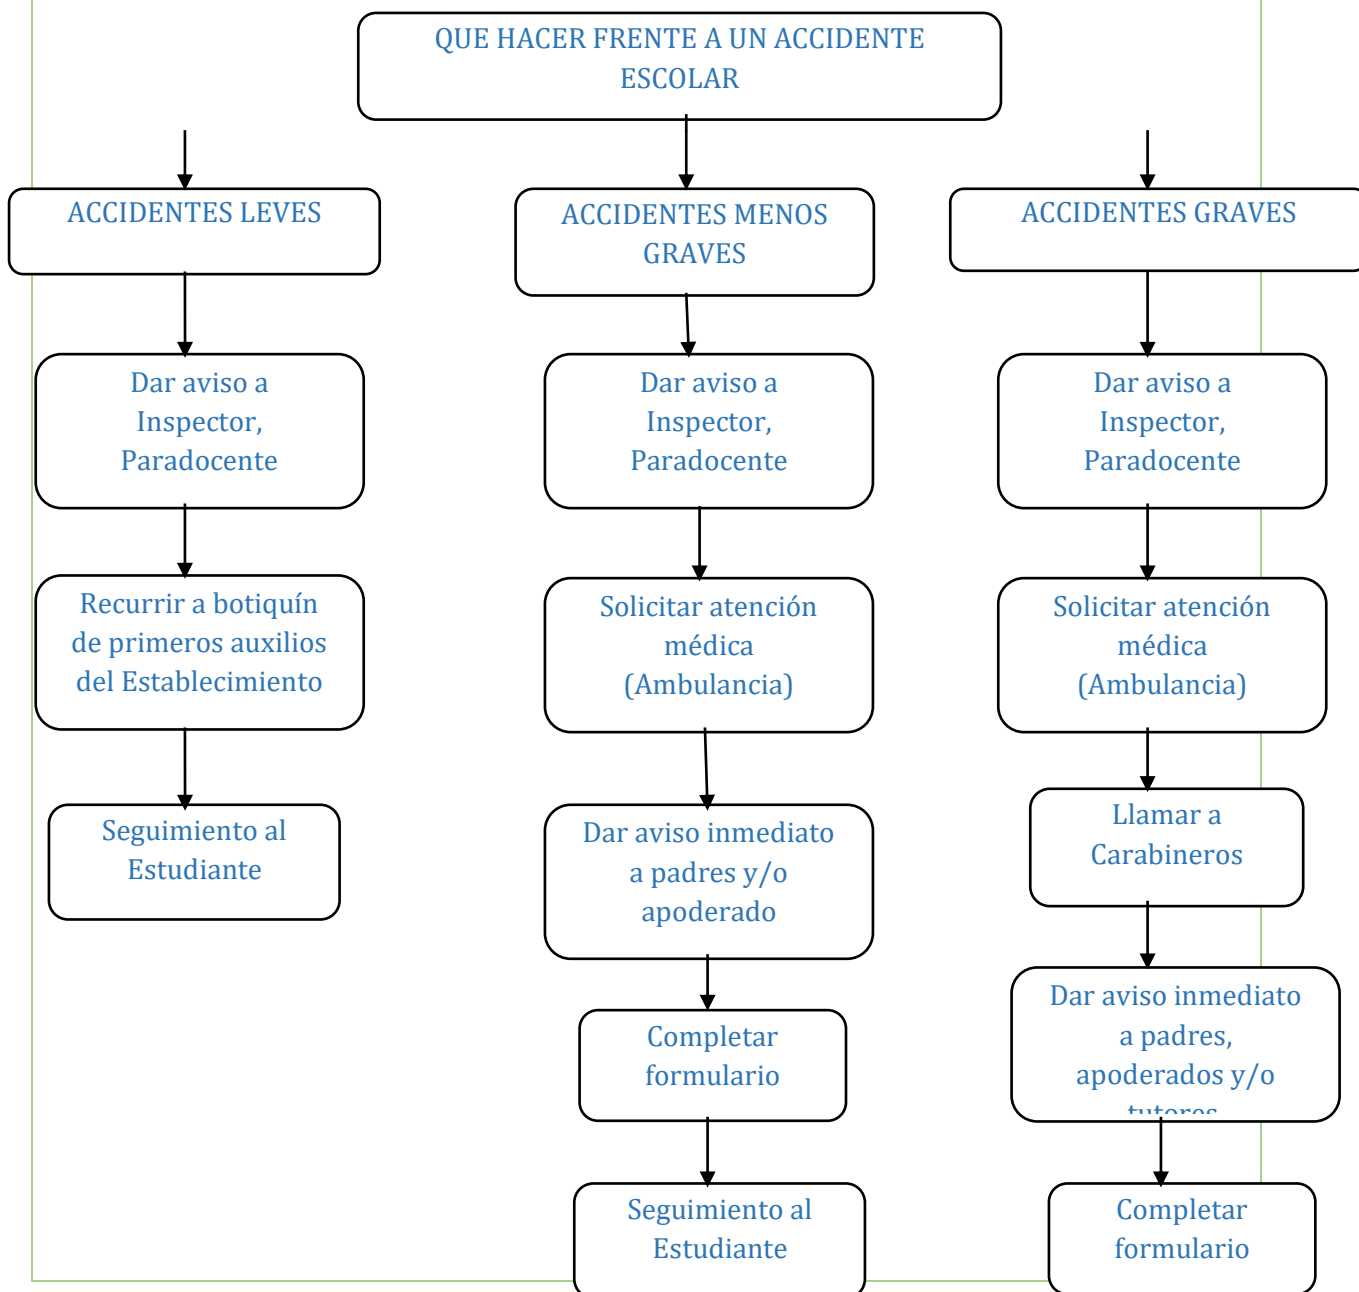 QUE HACER FRENTE A UN ACCIDENTE
ESCOLAR
ACCIDENTES LEVES
Dar aviso a
Inspector,
Paradocente
Recurrir a botiquín
de primeros auxilios
del Establecimiento
Seguimiento al
Estudiante
ACCIDENTES MENOS
GRAVES
Dar aviso a
Inspector,
Paradocente
Solicitar atención
médica
(Ambulancia)
Dar aviso inmediato
a padres y/o
apoderado
Completar
formulario
Seguimiento al
Estudiante
ACCIDENTES GRAVES
Dar aviso a
Inspector,
Paradocente
Solicitar atención
médica
(Ambulancia)
Llamar a
Carabineros
Dar aviso inmediato
a padres,
apoderados y/o
tutores
Completar
formulario